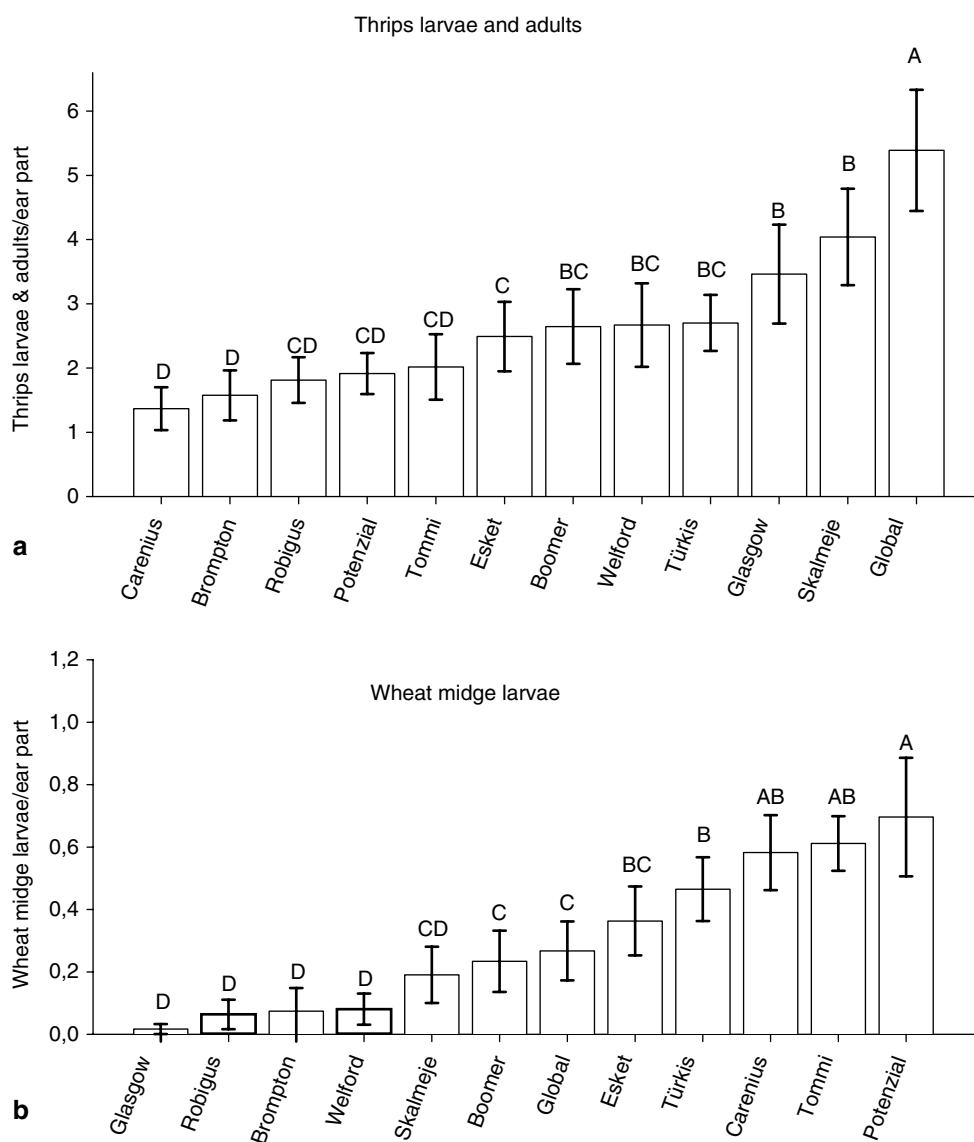 Thrips larvae and adults
Thrips larvae & adults/ear part
6
5
4
3
2
1
0
D
D
CD
CD
CD
C
BC
BC
BC
B
B
A
Carenius
Brompton
Robigus
Potenzial
Tommi
Esket
Boomer
Welford
Türkis
Glasgow
Skalmeje
Global
a
Wheat midge larvae
Wheat midge larvae/ear part
1,2
1,0
0,8
0,6
0,4
0,2
0,0
D
D
D
D
CD
C
C
BC
B
AB
AB
A
Glasgow
Robigus
Brompton
Welford
Skalmeje
Boomer
Global
Esket
Türkis
Carenius
Tommi
Potenzial
b